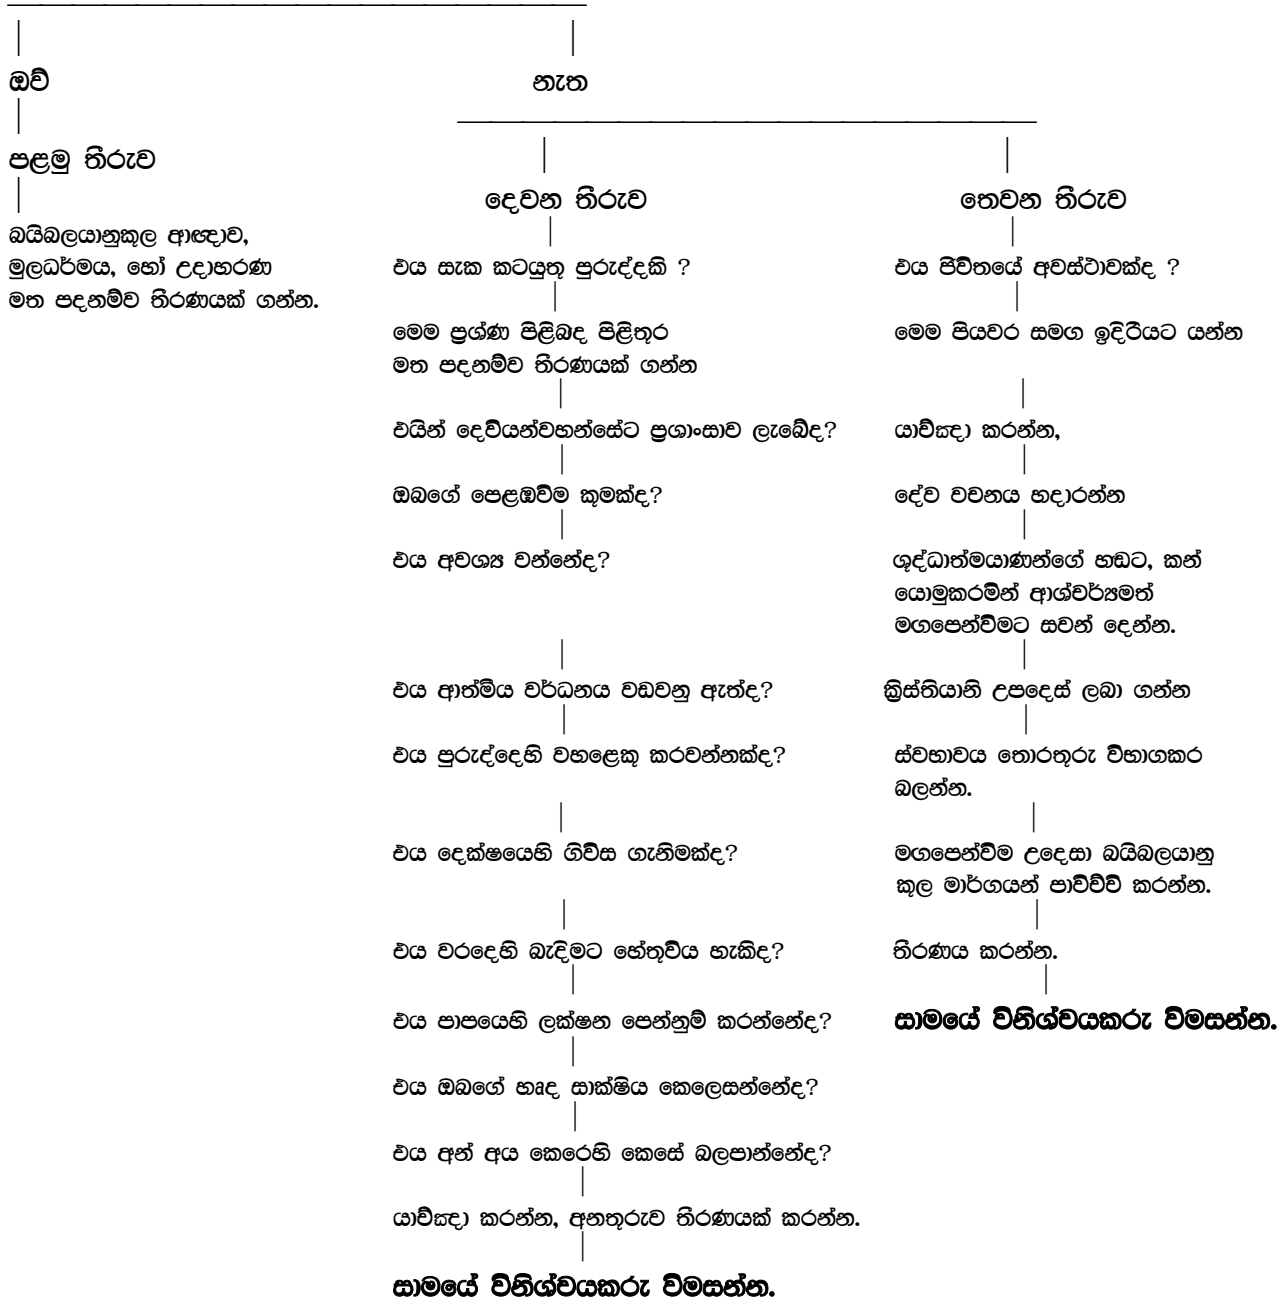 ඔව්
නැත
පළමු තීරුව
දෙවන තීරුව
තෙවන තීරුව
බයිබලයානුකූල ආඥාව,
මුලධර්මය, හෝ උදාහරණ
මත පදනම්ව තීරණයක් ගන්න.
එය සැක කටයුතු පුරුද්දකි ?
මෙම ප්‍රශ්ණ පිළිබඳ පිළිතුර
මත පදනම්ව තීරණයක් ගන්න
එයින් දෙවියන්වහන්සේට ප්‍රශාංසාව ලැබේද?
ඔබගේ පෙළඹවීම කුමක්ද?
එය අවශ්‍ය වන්නේද?
එය ආත්මීය වර්ධනය වඩවනු ඇත්ද?
එය පුරුද්දෙහි වහළෙකු කරවන්නක්ද?
එය දෙක්ෂයෙහි ගිවිස ගැනිමක්ද?
එය වරදෙහි බැදිමට හේතුවිය හැකිද?
එය පාපයෙහි ලක්ෂන පෙන්නුම් කරන්නේද?
එය ඔබගේ හෘද සාක්ෂිය කෙලෙසන්නේද?
එය අන් අය කෙරෙහි කෙසේ බලපාන්නේද?
යාච්ඤා කරන්න, අනතුරුව තීරණයක් කරන්න.
සාමයේ විනිශ්චයකරු විමසන්න.
එය ජීවිතයේ අවස්ථාවක්ද ?
මෙම පියවර සමග ඉදිරියට යන්න
යාච්ඤා කරන්න,
දේව වචනය හදාරන්න
ශුද්ධාත්මයාණන්ගේ හඬට, කන්
යොමුකරමින් ආශ්චර්යමත්
මගපෙන්වීමට සවන් දෙන්න.
ක්‍රිස්තියානි උපදෙස් ලබා ගන්න
ස්වභාවය තොරතුරු විභාගකර
බලන්න.
මගපෙන්වීම උදෙසා බයිබලයානු
කූල මාර්ගයන් පාවිච්චි කරන්න.
තීරණය කරන්න.
සාමයේ විනිශ්චයකරු විමසන්න.